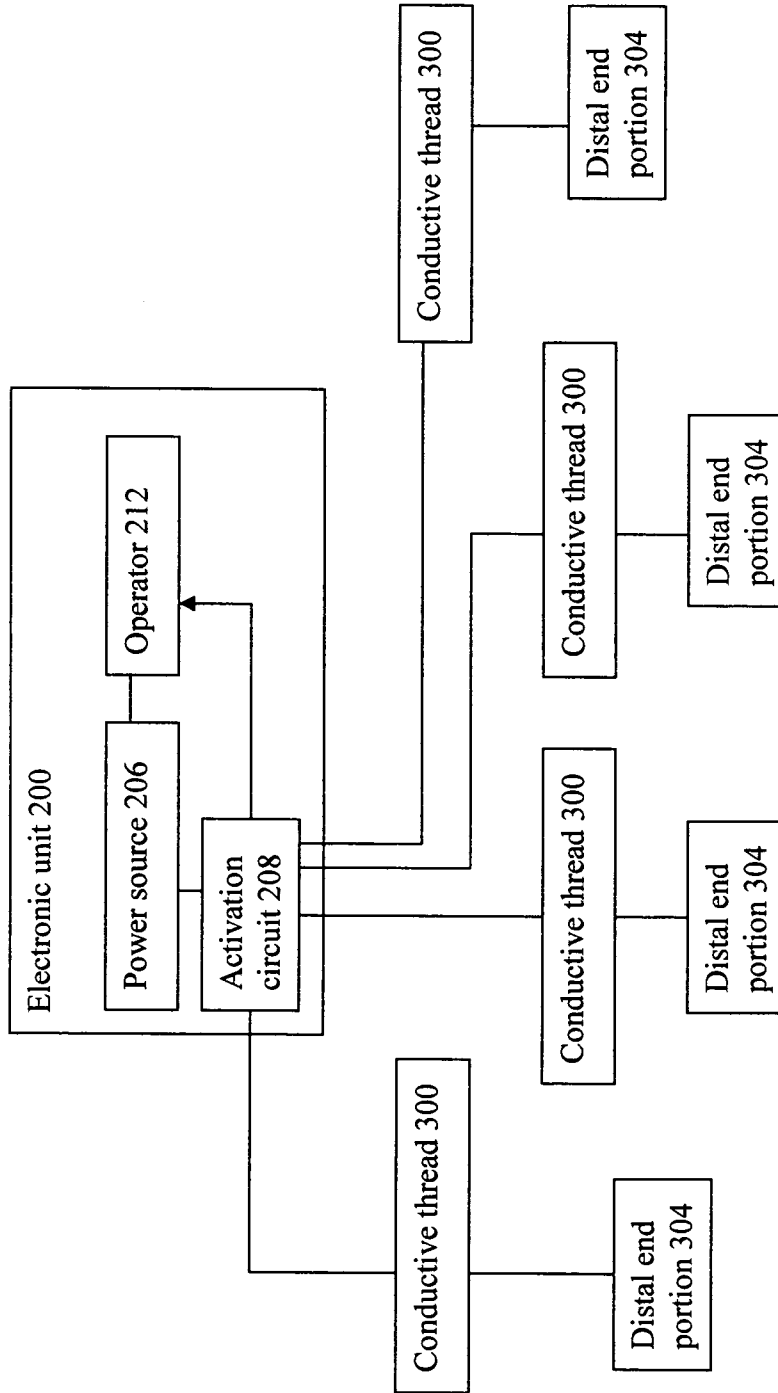 Electronic unit 200
Power source 206
Operator 212
Activation
circuit 208
Conductive thread 300
Conductive thread 300
Conductive thread 300
Conductive thread 300
Distal end
portion 304
Distal end
portion 304
Distal end
portion 304
Distal end
portion 304